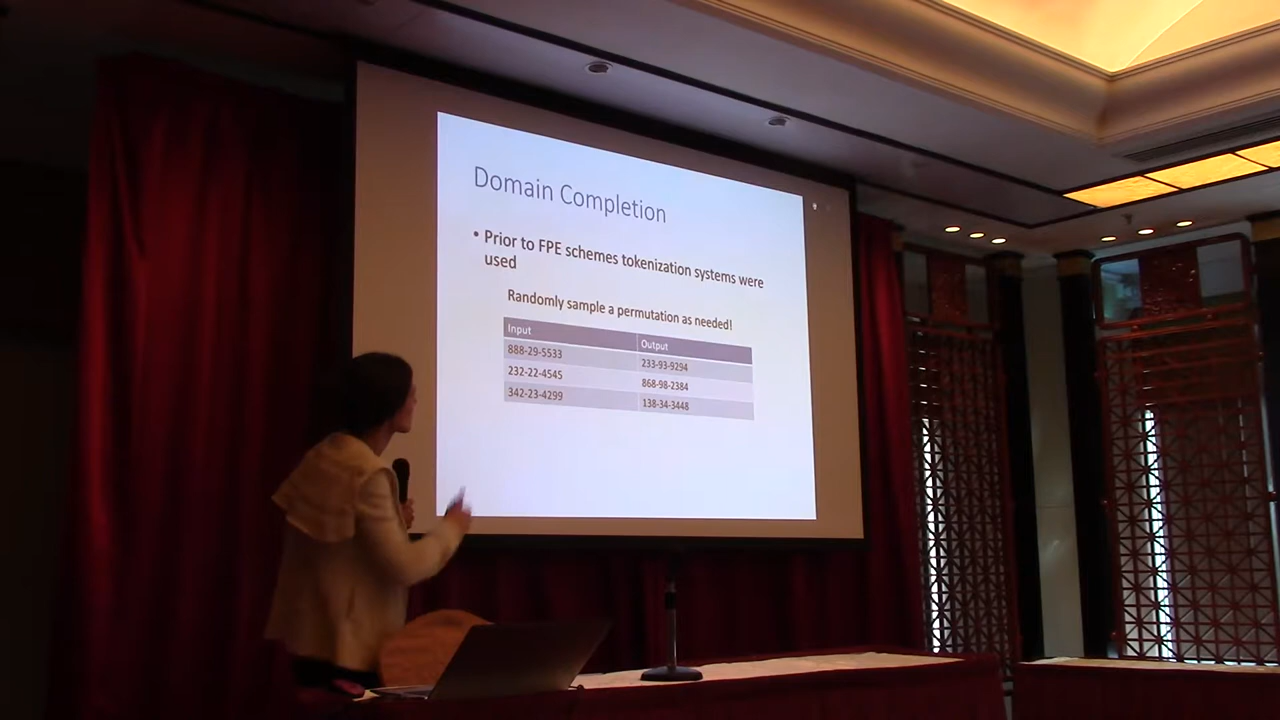 Domain Completion
• Prior to FPE schemes tokenization systems were
used
Randomly sample a permutation as needed!
Input Output
888-29-5533 233-93-9294
232-22-4545 868-98-2384
342-23-4299 138-34-3448